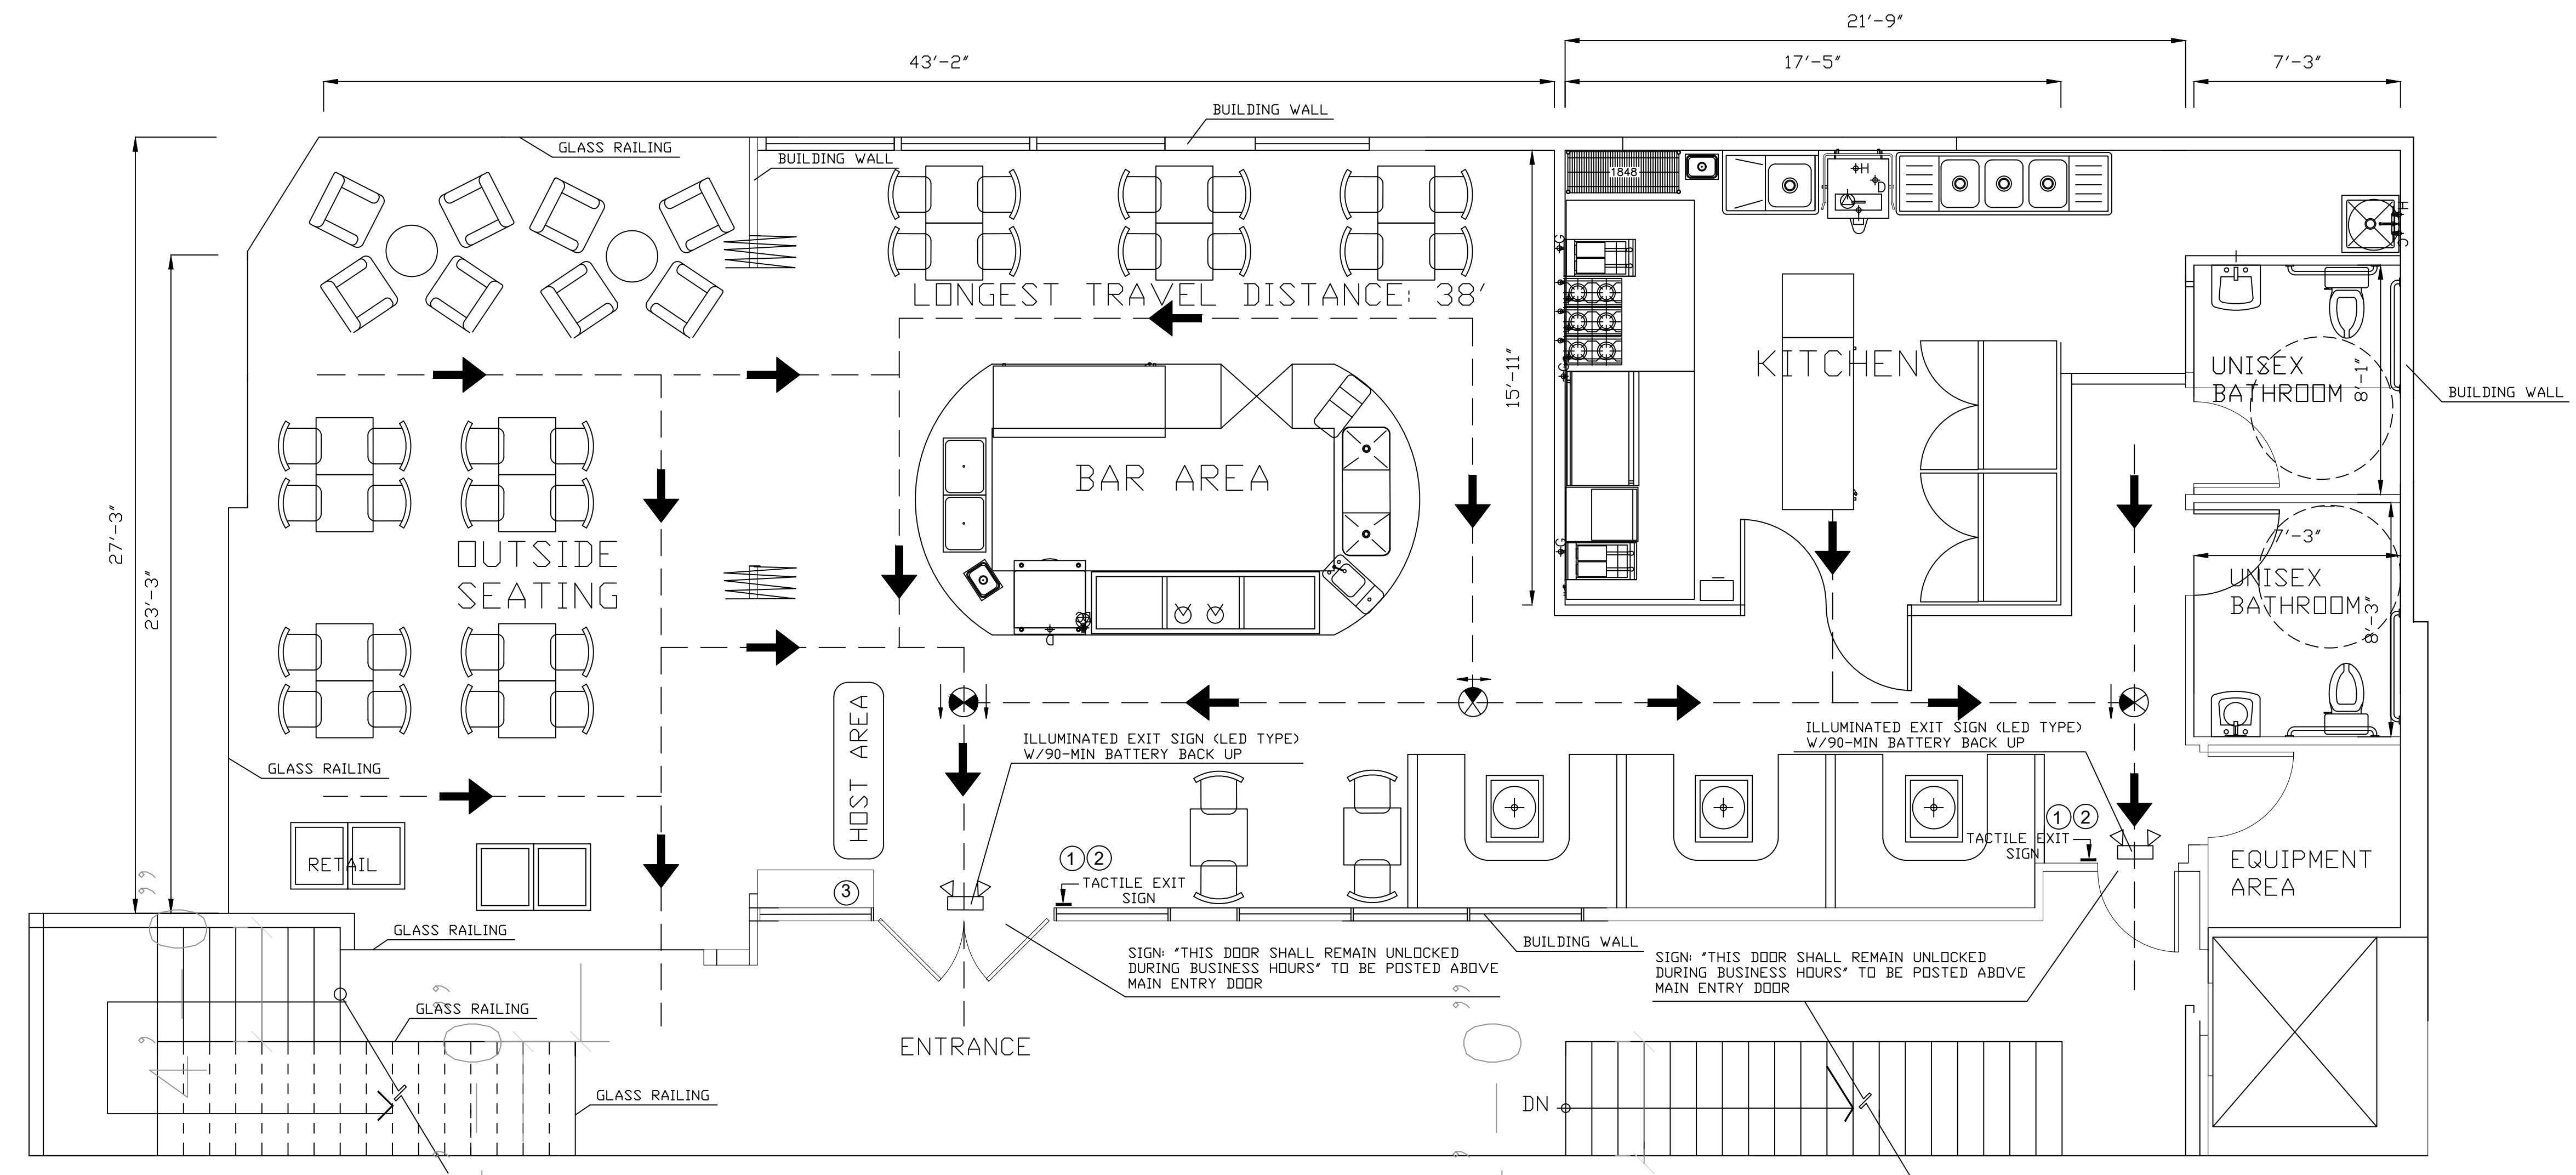 21'-9"
43'-2"
17'-5"
7'-3"
BUILDING WALL
GLASS RAILING
BUILDING WALL
1848
H
D
H
C
G
LONGEST TRAVEL DISTANCE: 38'
15'-11"
KITCHEN
G
UNISEX
BATHROOM
8'-1"
BUILDING WALL
BAR AREA
27'-3"
23'-3"
OUTSIDE
SEATING
G
7'-3"
UNISEX
BATHROOM
8'-3"
D
HOST AREA
ILLUMINATED EXIT SIGN (LED TYPE)
W/90-MIN BATTERY BACK UP
ILLUMINATED EXIT SIGN (LED TYPE)
W/90-MIN BATTERY BACK UP
GLASS RAILING
RETAIL
3
1 2
TACTILE EXIT
SIGN
1 2
TACTILE EXIT
SIGN
EQUIPMENT
AREA
GLASS RAILING
BUILDING WALL
SIGN: "THIS DOOR SHALL REMAIN UNLOCKED
DURING BUSINESS HOURS" TO BE POSTED ABOVE
MAIN ENTRY DOOR
SIGN: "THIS DOOR SHALL REMAIN UNLOCKED
DURING BUSINESS HOURS" TO BE POSTED ABOVE
MAIN ENTRY DOOR
GLASS RAILING
ENTRANCE
GLASS RAILING
DN